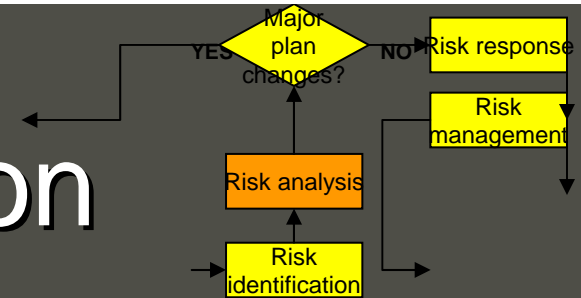 Major
plan
changes?
YES
NO
Risk response
Risk
management
on
Risk analysis
Risk
identification